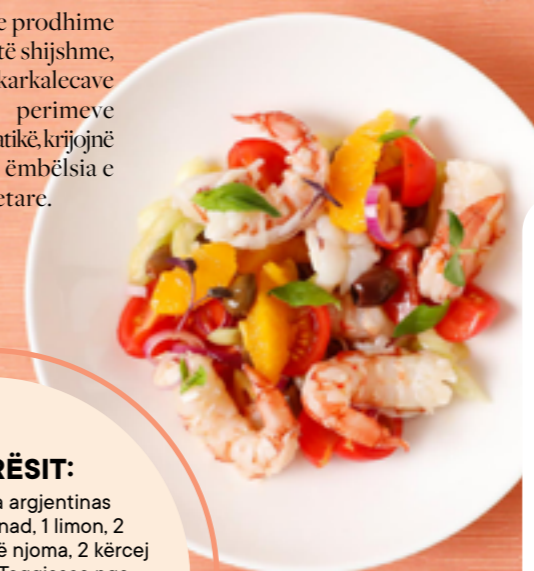 e prodhime
të shijshme,
karkalecave
perimeve
ntikë, krijojnë
ëmbëlsia e
etare.
RËSIT:
a argjentinas
nad, 1 limon, 2
ë njoma, 2 kërcej